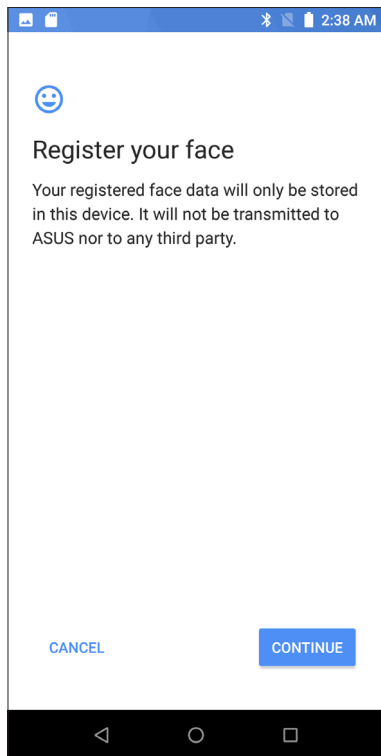 2:38 AM
Register your face
Your registered face data will only be stored
in this device. It will not be transmitted to
ASUS nor to any third party.
CANCEL
CONTINUE